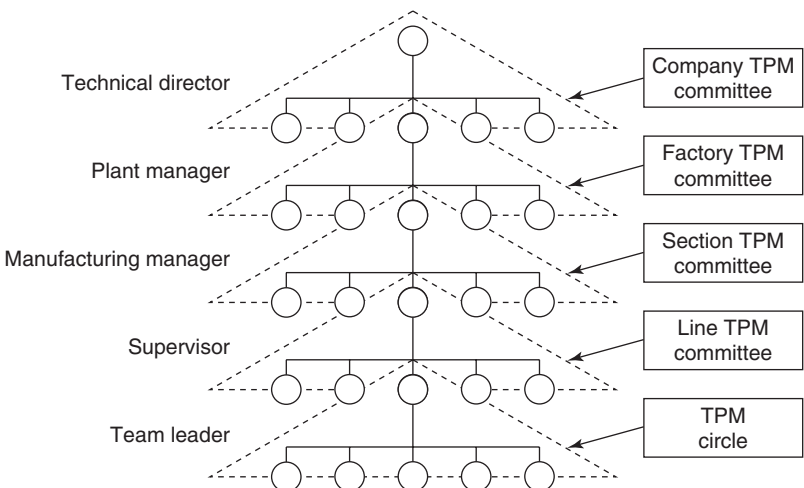 Technical director
Company TPM
committee
Plant manager
Factory TPM
committee
Manufacturing manager
Section TPM
committee
Supervisor
Line TPM
committee
Team leader
TPM
circle